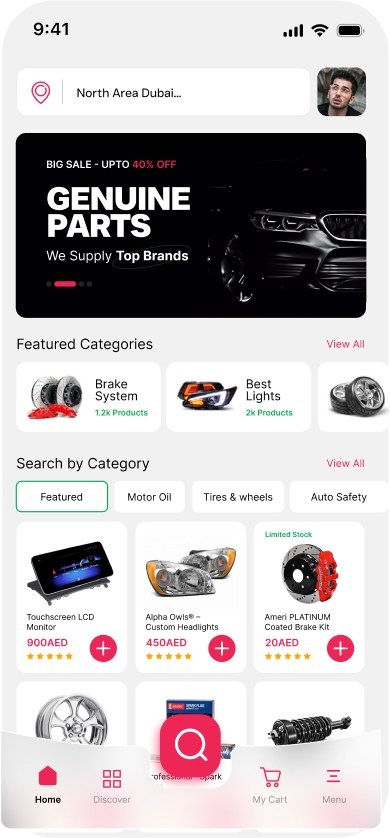 9:41
North Area Dubai...
BIG SALE - UPTO 40% OFF
GENUINE
PARTS
We Supply Top Brands
Featured Categories
View All
Brake
System
1.2k Products
Best
Lights
2k Products
Search by Category
View All
Featured
Motor Oil
Tires & wheels
Auto Safety
Touchscreen LCD
Monitor
900AED
Alpha Owls® –
Custom Headlights
450AED
Limited Stock
Ameri PLATINUM
Coated Brake Kit
20AED
SPARK PLUG
Spark
Home
Discover
My Cart
Menu